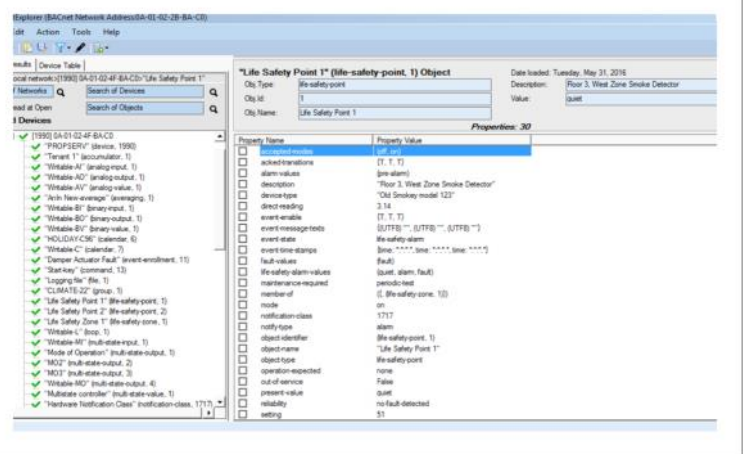 tExplorer (BACnet Network Address:0A-01-02-2B-BA-C0)
dit Action Tools Help
esults Device Table
ocal network>[1990] 0A-01-02-4F-BA-C0>"Life Safety Point 1"
f Networks Search of Devices
ead at Open Search of Objects
d Devices
[1990] 0A-01-02-4F-BA-C0
"PROPSERV" (device, 1990)
"Tenant 1" (accumulator, 1)
"Writable-AI" (analog-input, 1)
"Writable-AO" (analog-output, 1)
"Writable-AV" (analog-value, 1)
"AnIn New-average" (averaging, 1)
"Writable-BI" (binary-input, 1)
"Writable-BO" (binary-output, 1)
"Writable-BV" (binary-value, 1)
"HOLIDAY-C96" (calendar, 6)
"Writable-C" (calendar, 7)
"Damper Actuator Fault" (event-enrollment, 11)
"Start-key" (command, 13)
"Logging-file" (file, 1)
"CLIMATE-22" (group, 1)
"Life Safety Point 1" (life-safety-point, 1)
"Life Safety Point 2" (life-safety-point, 2)
"Life Safety Zone 1" (life-safety-zone, 1)
"Writable-L" (loop, 1)
"Writable-MI" (multi-state-input, 1)
"Mode of Operation" (multi-state-output, 1)
"MO2" (multi-state-output, 2)
"MO3" (multi-state-output, 3)
"Writable-MO" (multi-state-output, 4)
"Multistate controller" (multi-state-value, 1)
"Hardware Notification Class" (notification-class, 1717)
"Life Safety Point 1" (life-safety-point, 1) Object
Date loaded: Tuesday, May 31, 2016
Obj.Type: life-safety-point
Description: Floor 3, West Zone Smoke Detector
Obj.Id: 1
Value: quiet
Obj.Name: Life Safety Point 1
Properties: 30
Property Name Property Value
accepted-modes {off, on}
acked-transitions {T, T, T}
alarm-values {pre-alarm}
description "Floor 3, West Zone Smoke Detector"
device-type "Old Smokey model 123"
direct-reading 3.14
event-enable {T, T, T}
event-message-texts {(UTF8) "", (UTF8) "", (UTF8) ""}
event-state life-safety-alarm
event-time-stamps {time: "*:*:*.*", time: "*:*:*.*", time: "*:*:*.*"}
fault-values {fault}
life-safety-alarm-values {quiet, alarm, fault}
maintenance-required periodic-test
member-of {(, (life-safety-zone, 1))}
mode on
notification-class 1717
notify-type alarm
object-identifier (life-safety-point, 1)
object-name "Life Safety Point 1"
object-type life-safety-point
operation-expected none
out-of-service False
present-value quiet
reliability no-fault-detected
setting 51